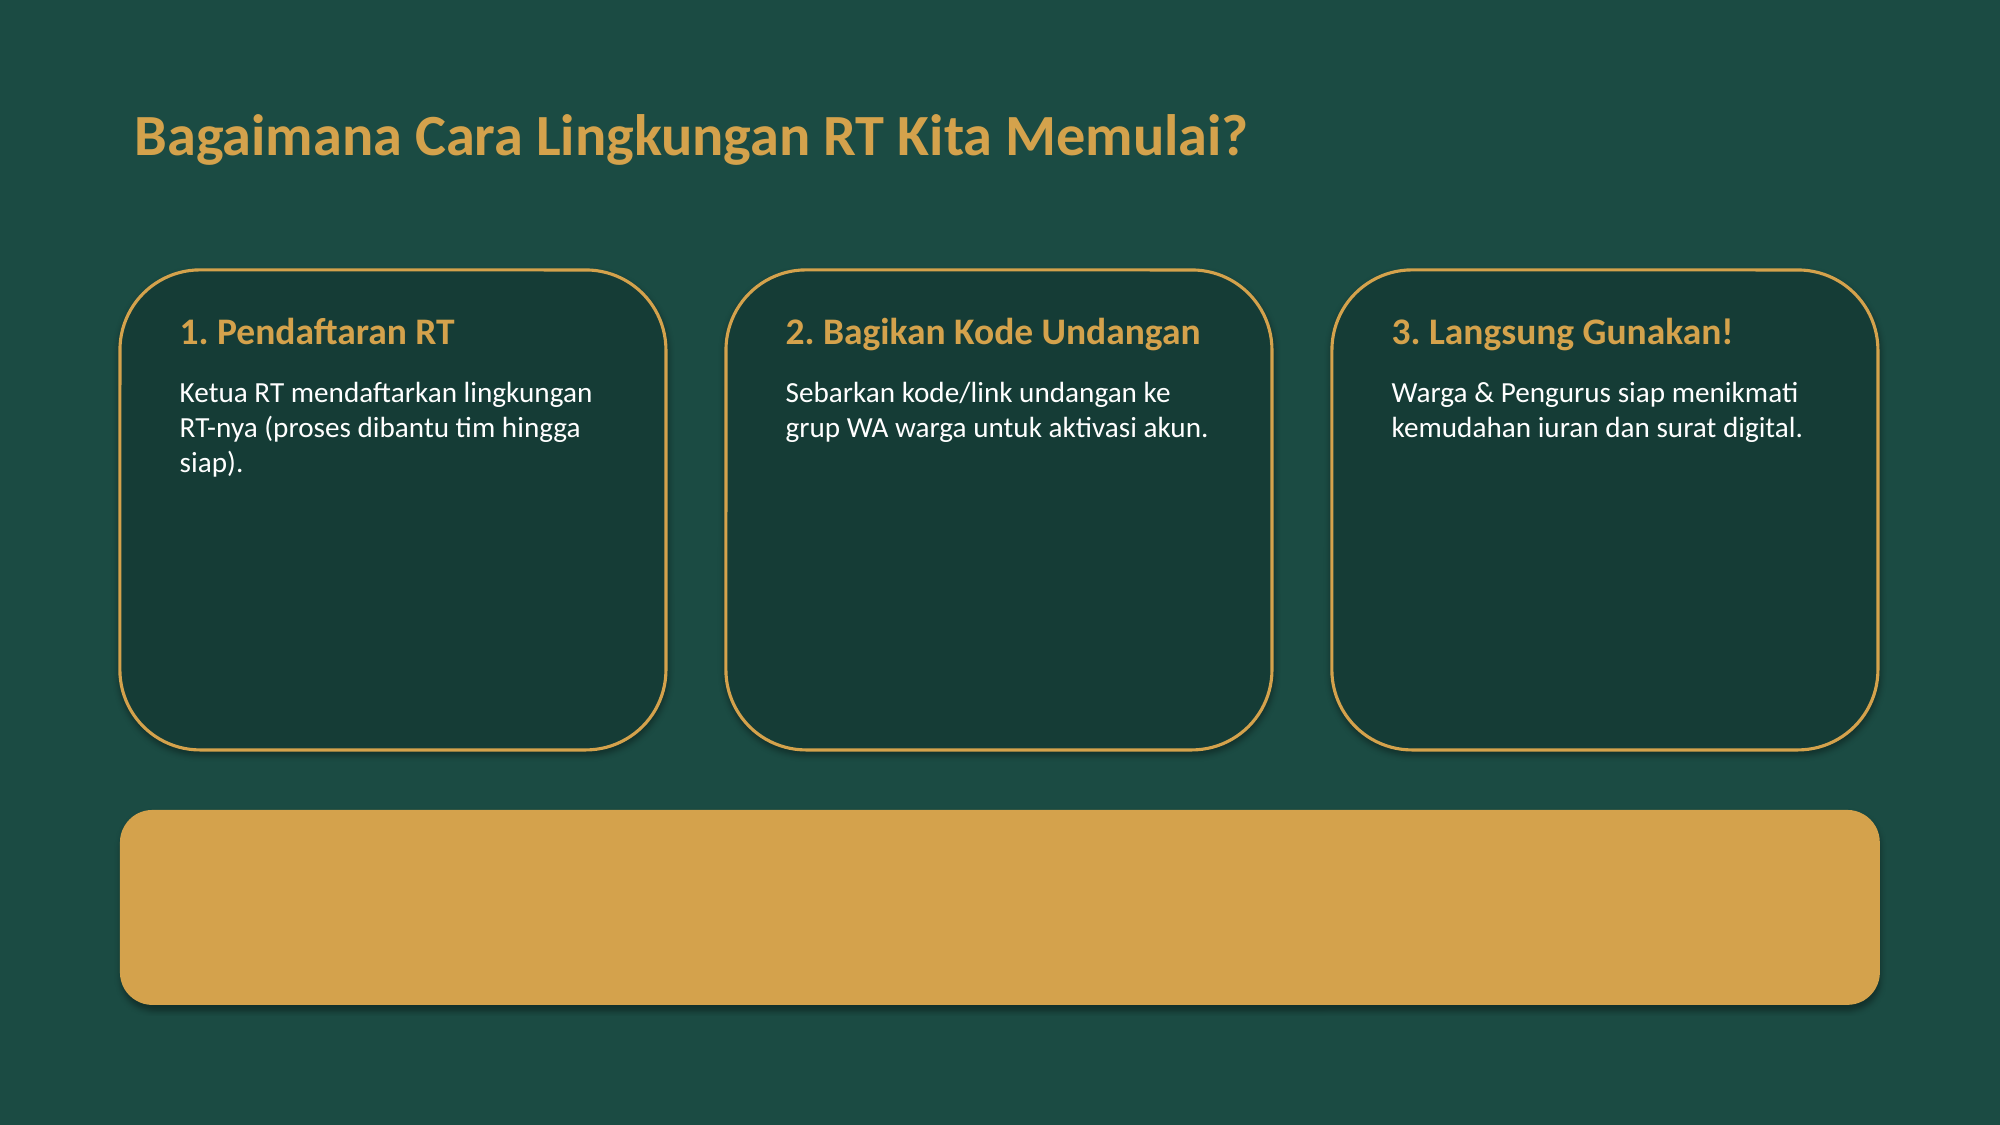 Bagaimana Cara Lingkungan RT Kita Memulai?
1. Pendaftaran RT
Ketua RT mendaftarkan lingkungan
RT-nya (proses dibantu tim hingga
siap).
2. Bagikan Kode Undangan
Sebarkan kode/link undangan ke
grup WA warga untuk aktivasi akun.
3. Langsung Gunakan!
Warga & Pengurus siap menikmati
kemudahan iuran dan surat digital.